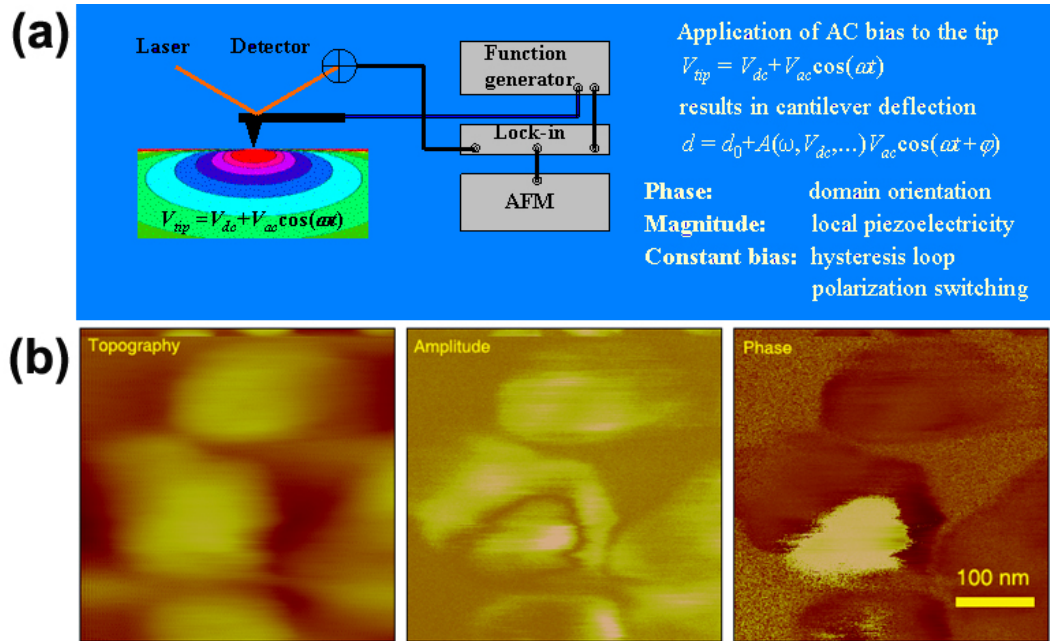 (a)
Laser
Detector
Function
generator
Lock-in
AFM
V_tip = V_dc + V_ac cos(ωt)
Application of AC bias to the tip
V_tip = V_dc + V_ac cos(ωt)
results in cantilever deflection
d = d_0 + A(ω, V_dc,...) V_ac cos(ωt + φ)
Phase: domain orientation
Magnitude: local piezoelectricity
Constant bias: hysteresis loop
polarization switching
(b)
Topography
Amplitude
Phase
100 nm